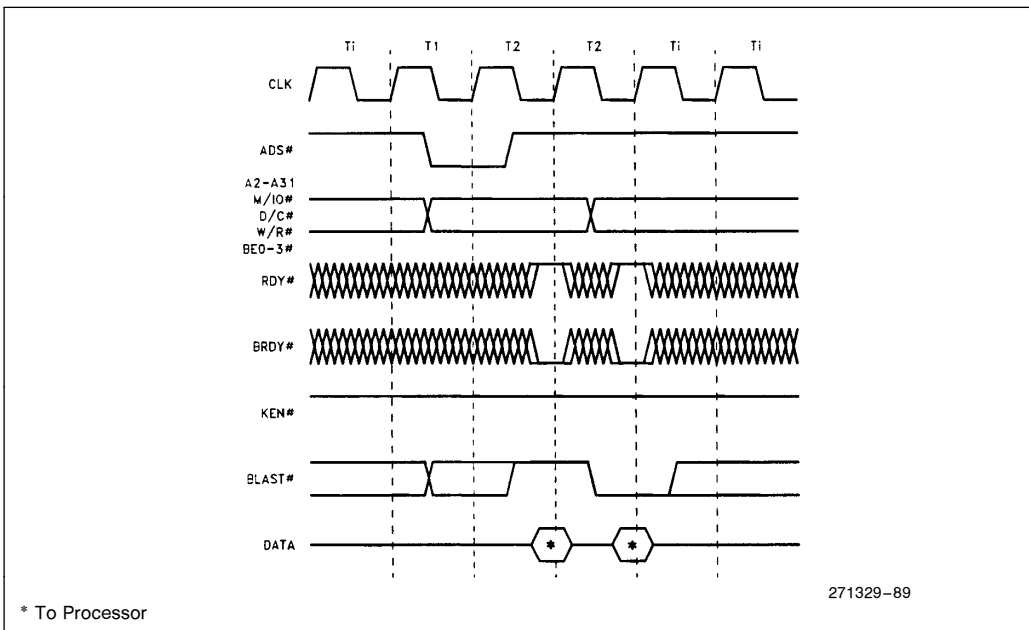 Ti T1 T2 T2 Ti Ti
CLK
ADS#
A2-A31
M/IO#
D/C#
W/R#
BE0-3#
RDY#
BRDY#
KEN#
BLAST#
DATA * *
271329-89
* To Processor